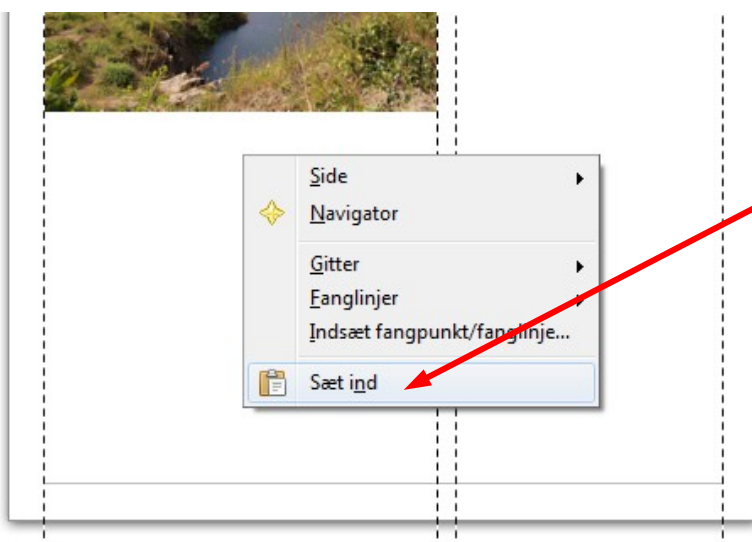 Side
Navigator
Gitter
Fanglinjer
Indsæt fangpunkt/fanglinje...
Sæt ind